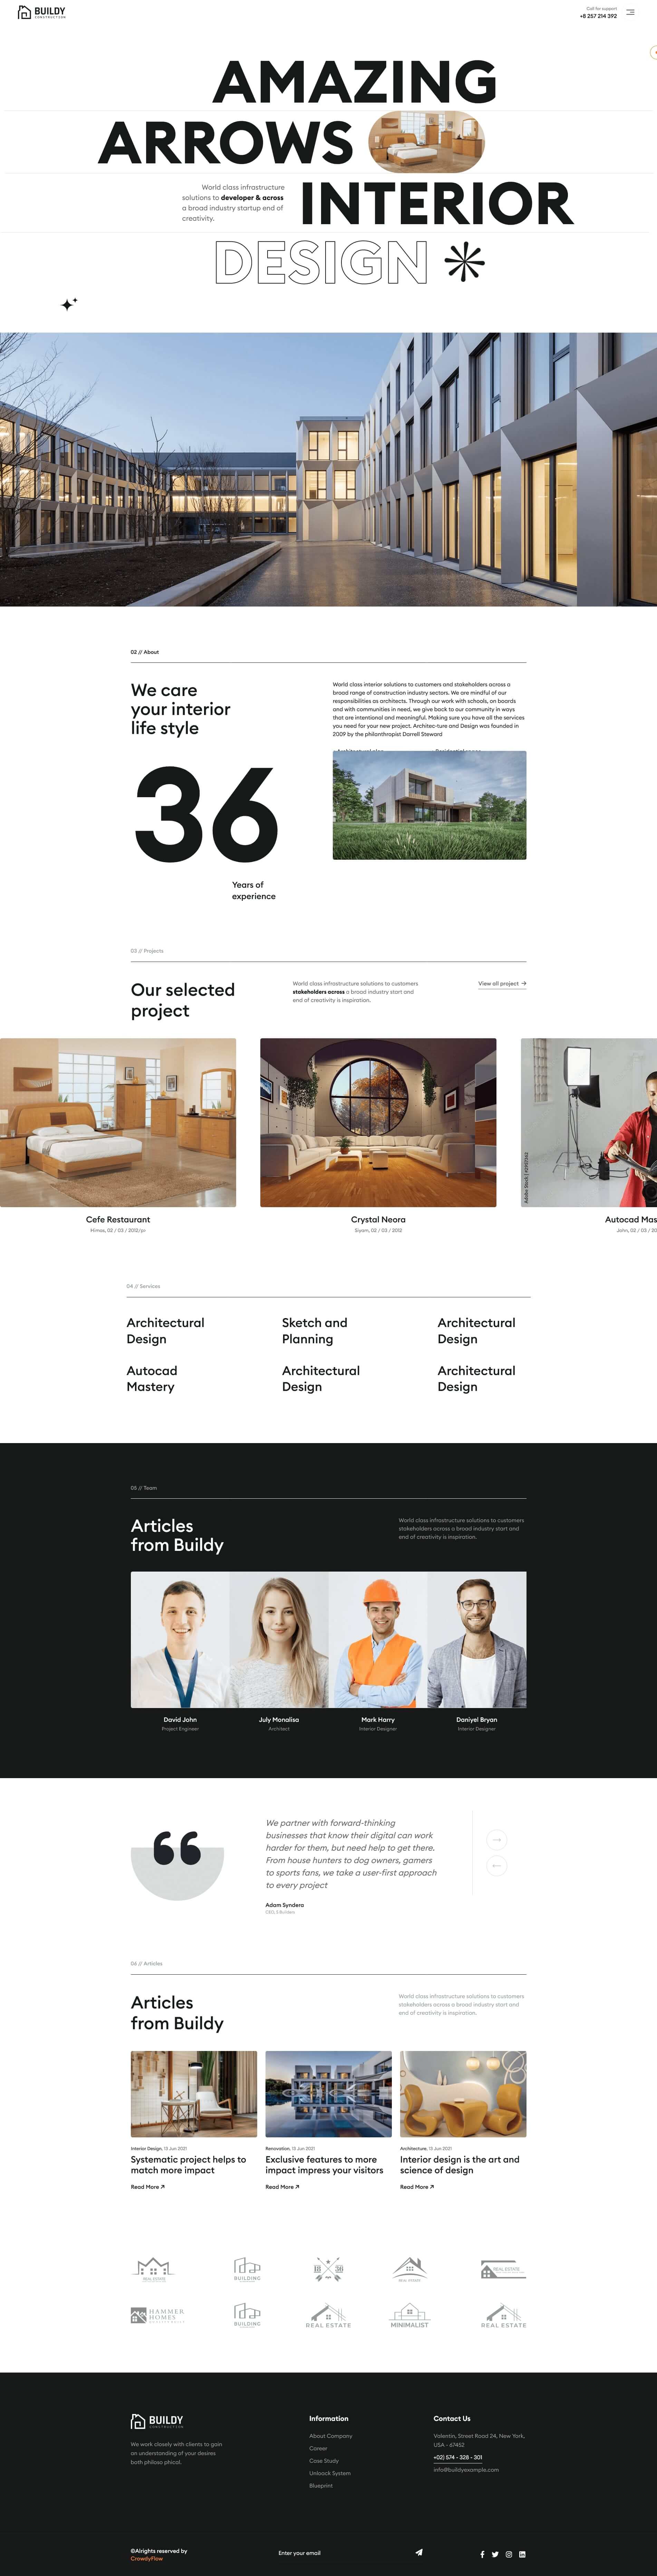 BUILDY
CONSTRUCTION
Call for support
+8 257 214 392
AMAZING
ARROWS
World class infrastructure
solutions to developer & across
a broad industry startup end of
creativity.
INTERIOR
DESIGN
02 // About
We care
your interior
life style
World class interior solutions to customers and stakeholders across a
broad range of construction industry sectors. We are mindful of our
responsibilities as architects. Through our work with schools, on boards
and with communities in need, we give back to our community in ways
that are intentional and meaningful. Making sure you have all the services
you need for your new project. Architec-ture and Design was founded in
2009 by the philanthropist Darrell Steward
36
Years of
experience
03 // Projects
Our selected
project
World class infrastructure solutions to customers
stakeholders across a broad industry start and
end of creativity is inspiration.
View all project
Cefe Restaurant
Himas, 02 / 03 / 2012/p>
Crystal Neora
Siyam, 02 / 03 / 2012
Autocad Mas
John, 02 / 03 / 20
04 // Services
Architectural
Design
Sketch and
Planning
Architectural
Design
Autocad
Mastery
Architectural
Design
Architectural
Design
05 // Team
Articles
from Buildy
World class infrastructure solutions to customers
stakeholders across a broad industry start and
end of creativity is inspiration.
David John
Project Engineer
July Monalisa
Architect
Mark Harry
Interior Designer
Daniyel Bryan
Interior Designer
We partner with forward-thinking
businesses that know their digital can work
harder for them, but need help to get there.
From house hunters to dog owners, gamers
to sports fans, we take a user-first approach
to every project
Adam Syndera
06 // Articles
Articles
from Buildy
World class infrastructure solutions to customers
stakeholders across a broad industry start and
end of creativity is inspiration.
Interior Design, 13 Jun 2021
Systematic project helps to
match more impact
Read More
Renovation, 13 Jun 2021
Exclusive features to more
impact impress your visitors
Read More
Architecture, 13 Jun 2021
Interior design is the art and
science of design
Read More
REAL ESTATE
BUILDING
REAL ESTATE
REAL ESTATE
HAMMER
HOMES
BUILDING
REAL ESTATE
MINIMALIST
REAL ESTATE
BUILDY
CONSTRUCTION
We work closely with clients to gain
an understanding of your desires
both philoso phical.
Information
About Company
Career
Case Study
Unlaack System
Blueprint
Contact Us
Valentin, Street Road 24, New York,
USA - 67452
+02) 574 - 328 - 301
info@buildyexample.com
©Alrights reserved by
CrowdyFlow
Enter your email